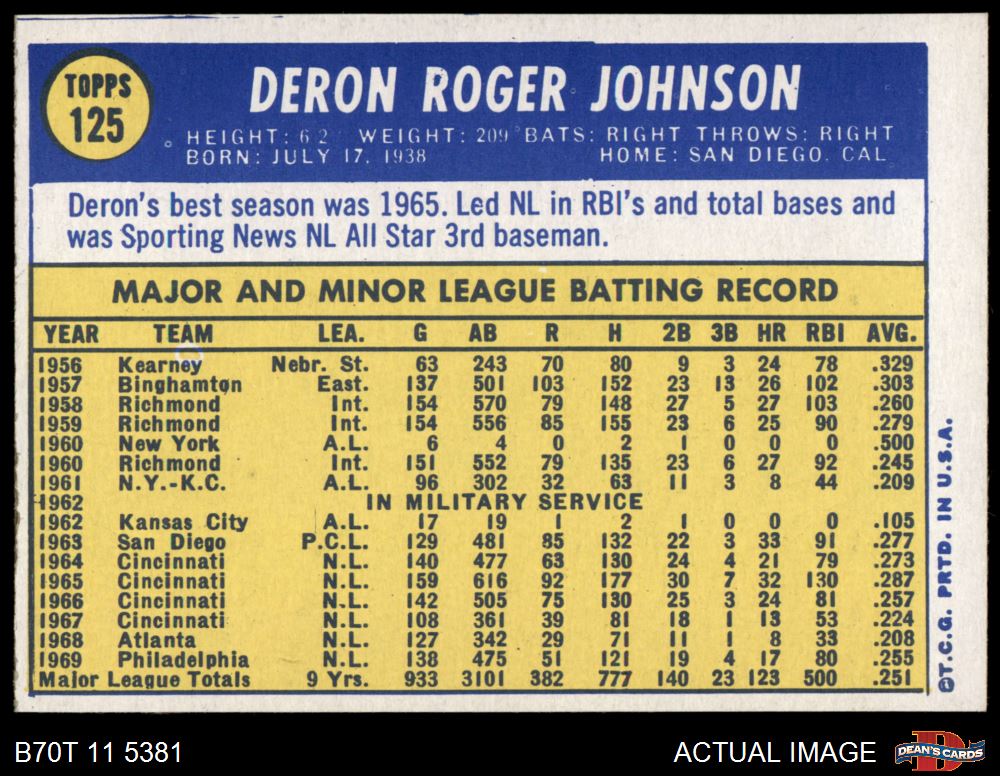 TOPPS
125
DERON ROGER JOHNSON
HEIGHT: 6 2 WEIGHT: 209 BATS: RIGHT THROWS: RIGHT
BORN: JULY 17, 1938 HOME: SAN DIEGO, CAL
Deron's best season was 1965. Led NL in RBI's and total bases and
was Sporting News NL All Star 3rd baseman.
MAJOR AND MINOR LEAGUE BATTING RECORD
YEAR TEAM LEA. G AB R H 2B 3B HR RBI AVG.
1956 Kearney Nebr. St. 63 243 70 80 9 3 24 78 .329
1957 Binghamton East. 137 501 103 152 23 13 26 102 .303
1958 Richmond Int. 154 570 79 148 27 5 27 103 .260
1959 Richmond Int. 154 556 85 155 23 6 25 90 .279
1960 New York A.L. 6 4 0 2 1 0 0 0 .500
1960 Richmond Int. 151 552 79 135 23 6 27 92 .245
1961 N.Y.-K.C. A.L. 96 302 32 63 11 3 8 44 .209
1962 IN MILITARY SERVICE
1962 Kansas City A.L. 17 19 1 2 1 0 0 0 .105
1963 San Diego P.C.L. 129 481 85 132 22 3 33 91 .277
1964 Cincinnati N.L. 140 477 63 130 24 4 21 79 .273
1965 Cincinnati N.L. 159 616 92 177 30 7 32 130 .287
1966 Cincinnati N.L. 142 505 75 130 25 3 24 81 .257
1967 Cincinnati N.L. 108 361 39 81 18 1 13 53 .224
1968 Atlanta N.L. 127 342 29 71 11 1 8 33 .208
1969 Philadelphia N.L. 138 475 51 121 19 4 17 80 .255
Major League Totals 9 Yrs. 933 3101 382 777 140 23 123 500 .251
©T.C.G. PRTD. IN U.S.A.
B70T 11 5381
ACTUAL IMAGE
D
DEAN'S CARDS